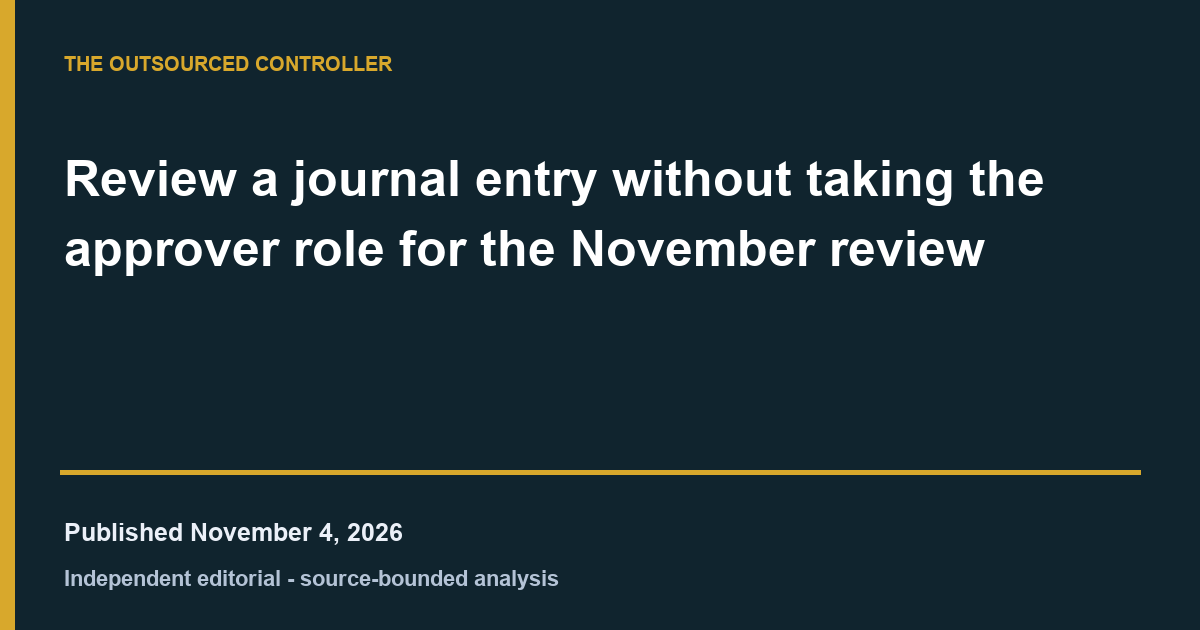 THE OUTSOURCED CONTROLLER
Review a journal entry without taking the
approver role for the November review
Published November 4, 2026
Independent editorial - source-bounded analysis